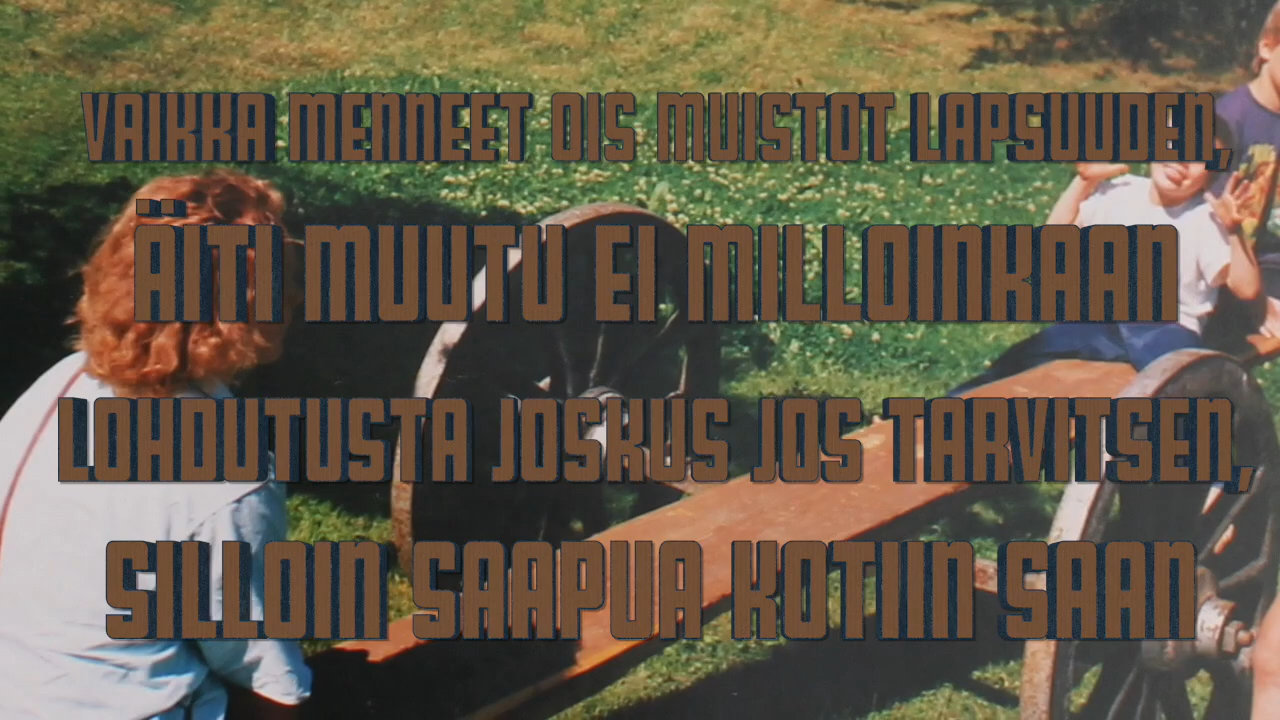 VAIKKA MENNEET OIS MUISTOT LAPSUUDEN,
ÄITI MUUTU EI MILLOINKAAN
LOHDUTUSTA JOSKUS JOS TARVITSEN,
SILLOIN SAAPUA KOTIIN SAAN